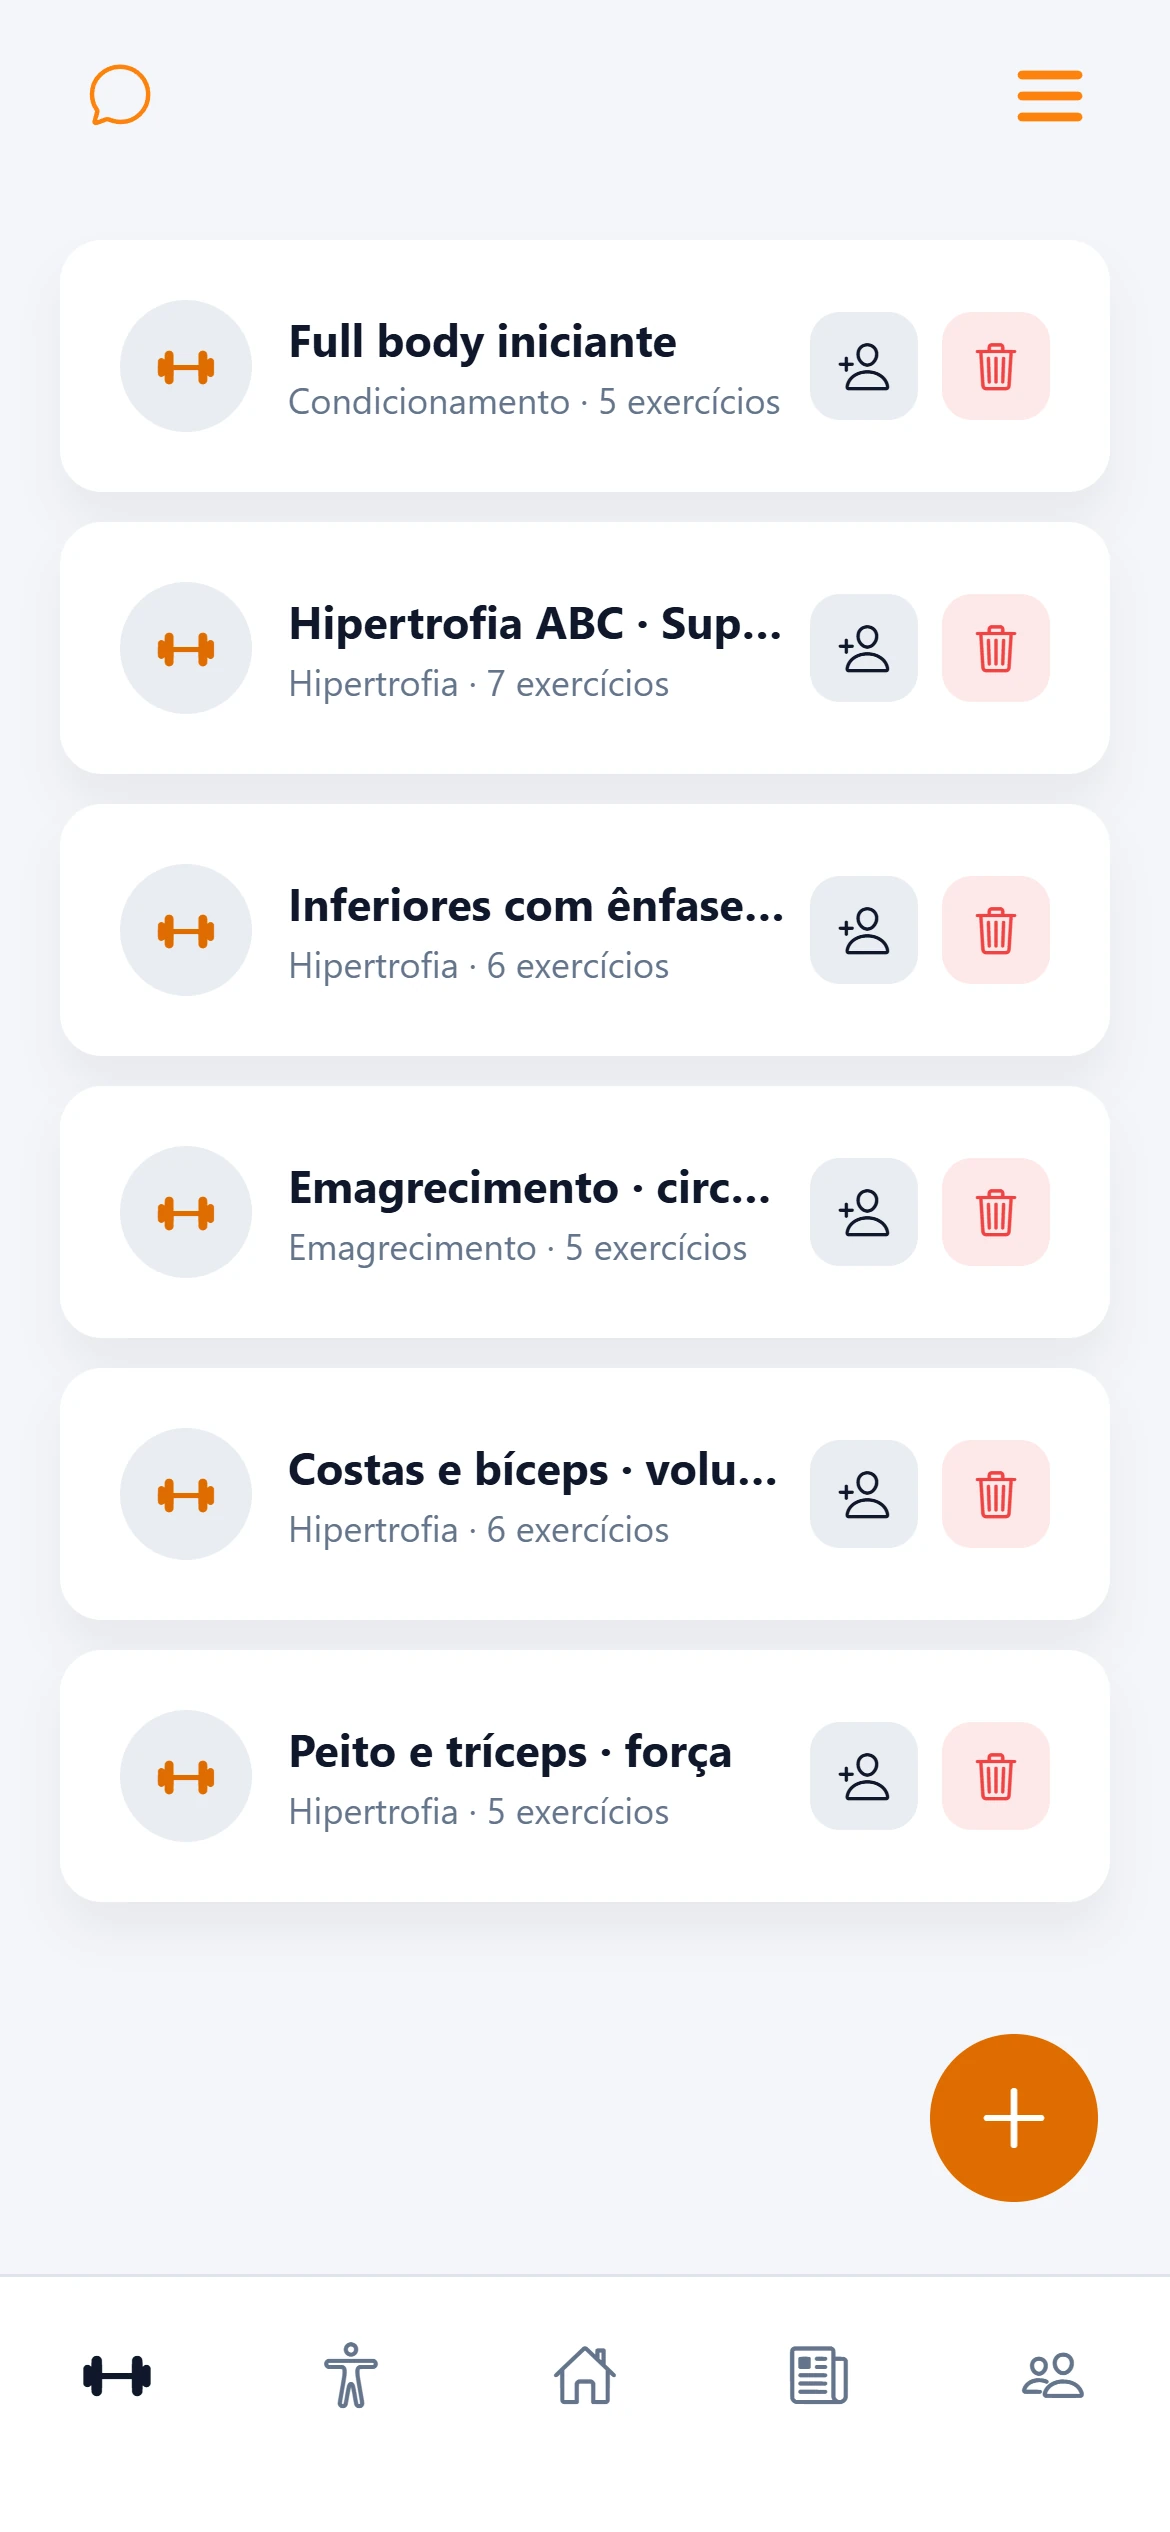 Full body iniciante
Condicionamento · 5 exercícios
Hipertrofia ABC · Sup...
Hipertrofia · 7 exercícios
Inferiores com ênfase...
Hipertrofia · 6 exercícios
Emagrecimento · circ...
Emagrecimento · 5 exercícios
Costas e bíceps · volu...
Hipertrofia · 6 exercícios
Peito e tríceps · força
Hipertrofia · 5 exercícios